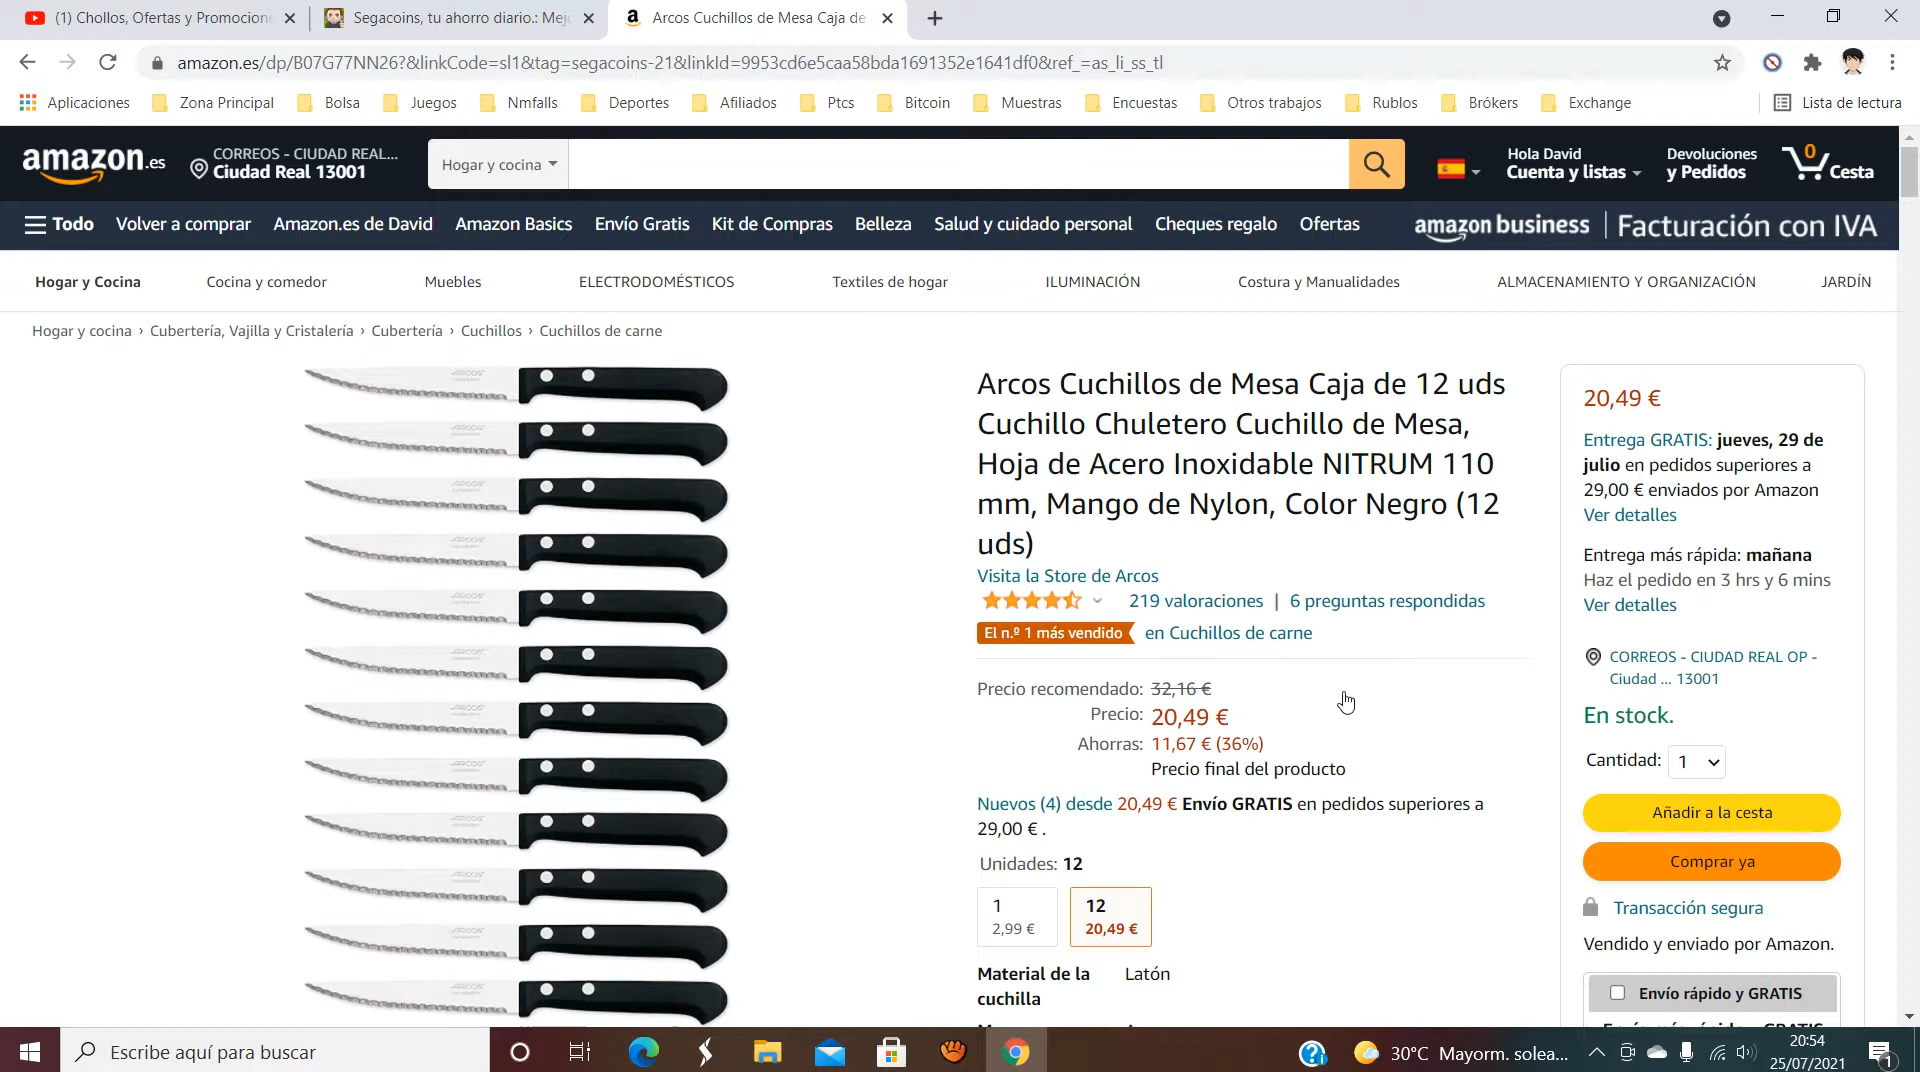 (1) Chollos, Ofertas y Promocion
Segacoins, tu ahorro diario.: Mej
Arcos Cuchillos de Mesa Caja de
amazon.es/dp/B07G77NN26?&linkCode=sl1&tag=segacoins-21&linkId=9953cd6e5caa58bda1691352e1641df0&ref_=as_li_ss_tl
Aplicaciones
Zona Principal
Bolsa
Juegos
Nmfalls
Deportes
Afiliados
Ptcs
Bitcoin
Muestras
Encuestas
Otros trabajos
Rublos
Brókers
Exchange
Lista de lectura
amazon.es
CORREOS - CIUDAD REAL...
Ciudad Real 13001
Hogar y cocina
Hola David
Cuenta y listas
Devoluciones
y Pedidos
0
Cesta
Todo
Volver a comprar
Amazon.es de David
Amazon Basics
Envío Gratis
Kit de Compras
Belleza
Salud y cuidado personal
Cheques regalo
Ofertas
amazon business | Facturación con IVA
Hogar y Cocina
Cocina y comedor
Muebles
ELECTRODOMÉSTICOS
Textiles de hogar
ILUMINACIÓN
Costura y Manualidades
ALMACENAMIENTO Y ORGANIZACIÓN
JARDÍN
Hogar y cocina › Cubertería, Vajilla y Cristalería › Cubertería › Cuchillos › Cuchillos de carne
ARCOS
ARCOS
ARCOS
ARCOS
ARCOS
ARCOS
ARCOS
ARCOS
ARCOS
ARCOS
ARCOS
ARCOS
Arcos Cuchillos de Mesa Caja de 12 uds
Cuchillo Chuletero Cuchillo de Mesa,
Hoja de Acero Inoxidable NITRUM 110
mm, Mango de Nylon, Color Negro (12
uds)
Visita la Store de Arcos
219 valoraciones | 6 preguntas respondidas
El n.º 1 más vendido en Cuchillos de carne
Precio recomendado: 32,16 €
Precio: 20,49 €
Ahorras: 11,67 € (36%)
Precio final del producto
Nuevos (4) desde 20,49 € Envío GRATIS en pedidos superiores a
29,00 € .
Unidades: 12
1
2,99 €
12
20,49 €
Material de la
cuchilla
Latón
20,49 €
Entrega GRATIS: jueves, 29 de
julio en pedidos superiores a
29,00 € enviados por Amazon
Ver detalles
Entrega más rápida: mañana
Haz el pedido en 3 hrs y 6 mins
Ver detalles
CORREOS - CIUDAD REAL OP -
Ciudad ... 13001
En stock.
Cantidad: 1
Añadir a la cesta
Comprar ya
Transacción segura
Vendido y enviado por Amazon.
Envío rápido y GRATIS
Escribe aquí para buscar
30°C Mayorm. solea...
20:54
25/07/2021
1